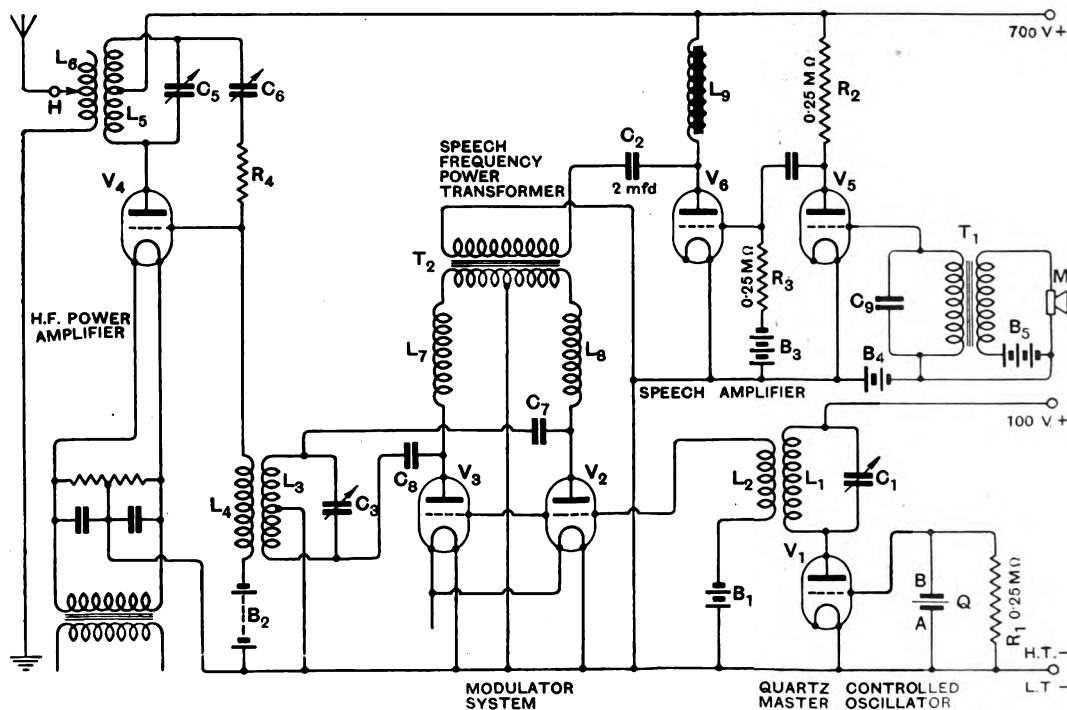 700 V+
L6
L5
H
C5
C6
L9
R2
0·25 MΩ
C2
2 mfd
SPEECH
FREQUENCY
POWER
TRANSFORMER
V4
R4
V6
V5
T1
T2
R3
0·25 MΩ
C9
M
H.F. POWER
AMPLIFIER
L7
L8
B3
B4
B5
SPEECH AMPLIFIER
C7
100 V.+
C8
V3
V2
L2
L1
C1
L4
L3
C3
V1
B1
B
Q
A
R1 0·25 MΩ
B2
H.T.-
L.T-
MODULATOR
SYSTEM
QUARTZ CONTROLLED
MASTER OSCILLATOR